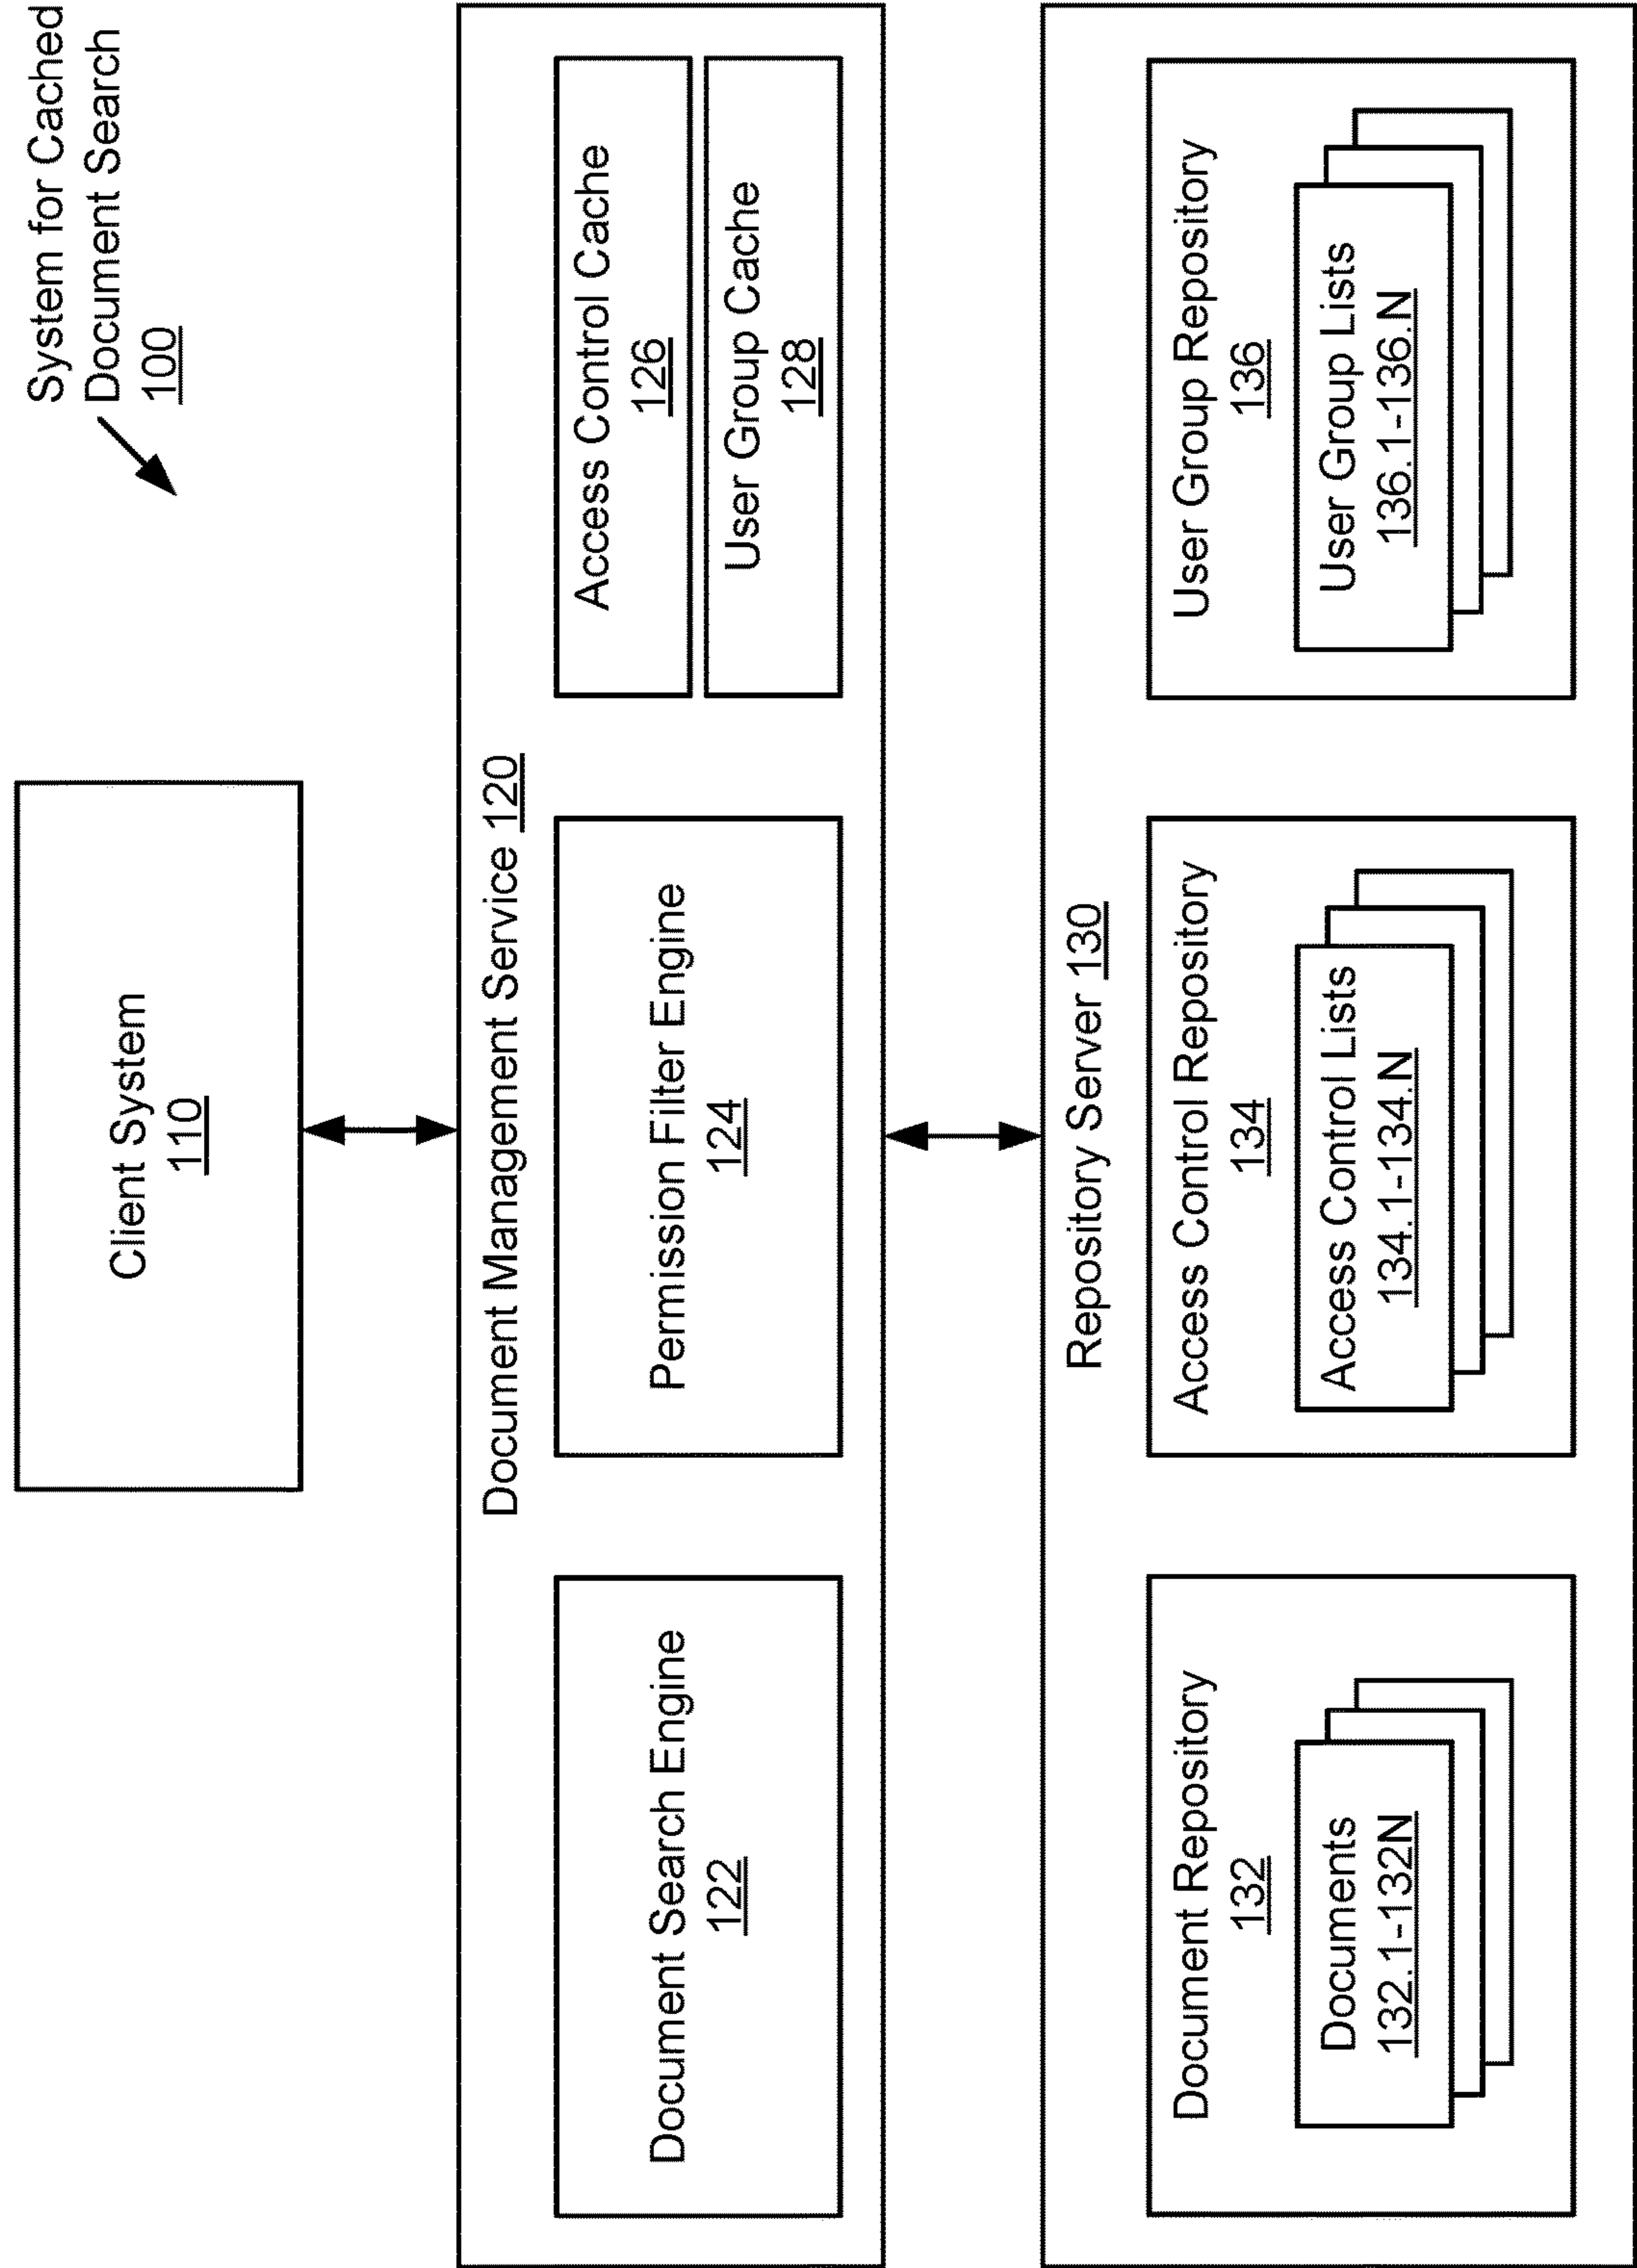 System for Cached
Document Search
100
Client System
110
Document Management Service 120
Document Search Engine
122
Permission Filter Engine
124
Access Control Cache
126
User Group Cache
128
Repository Server 130
Document Repository
132
Documents
132.1-132N
Access Control Repository
134
Access Control Lists
134.1-134.N
User Group Repository
136
User Group Lists
136.1-136.N